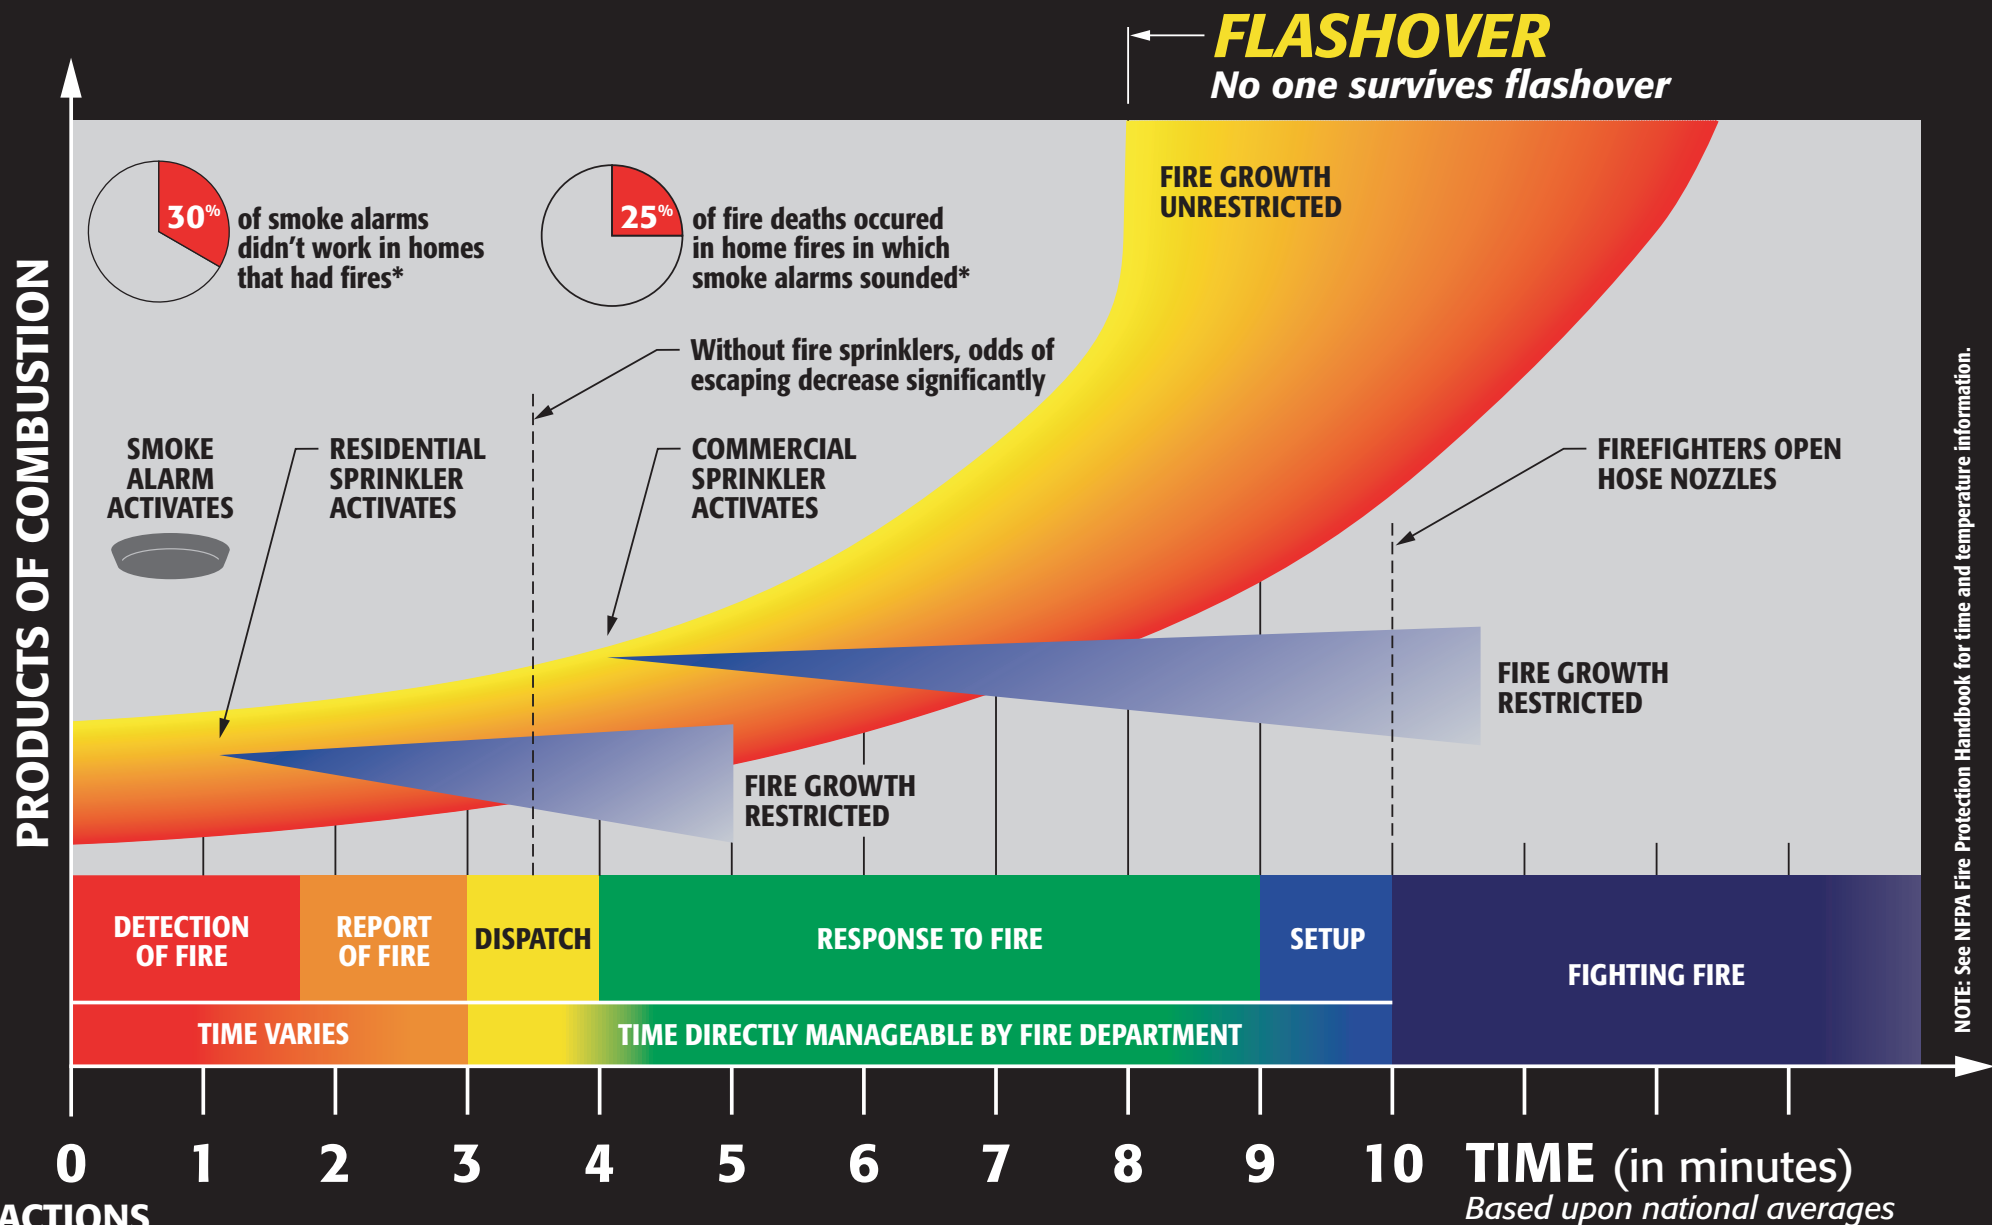 FLASHOVER
No one survives flashover
FIRE GROWTH
UNRESTRICTED
30%
of smoke alarms
didn't work in homes
that had fires*
25%
of fire deaths occured
in home fires in which
smoke alarms sounded*
Without fire sprinklers, odds of
escaping decrease significantly
SMOKE
ALARM
ACTIVATES
RESIDENTIAL
SPRINKLER
ACTIVATES
COMMERCIAL
SPRINKLER
ACTIVATES
FIREFIGHTERS OPEN
HOSE NOZZLES
FIRE GROWTH
RESTRICTED
FIRE GROWTH
RESTRICTED
PRODUCTS OF COMBUSTION
NOTE: See NFPA Fire Protection Handbook for time and temperature information.
DETECTION
OF FIRE
REPORT
OF FIRE
DISPATCH
RESPONSE TO FIRE
SETUP
FIGHTING FIRE
TIME VARIES
TIME DIRECTLY MANAGEABLE BY FIRE DEPARTMENT
0 1 2 3 4 5 6 7 8 9 10 TIME (in minutes)
Based upon national averages
ACTIONS